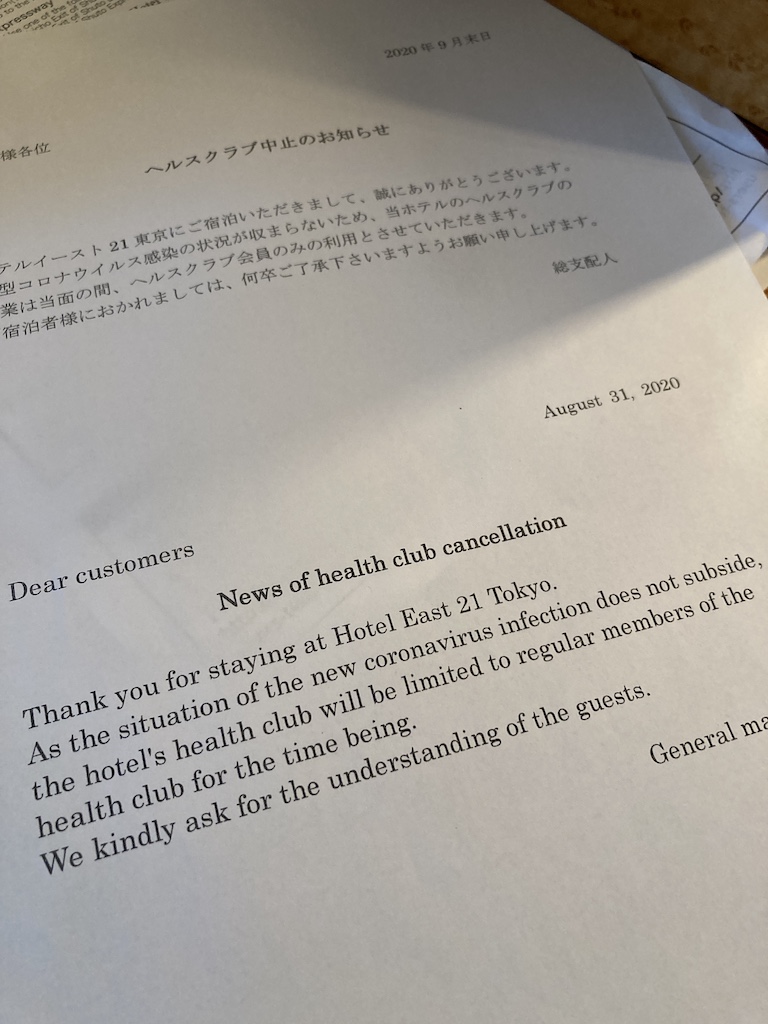 pressway
one of the fo
Exit of Shuto
of Shuto Exp
2020年9月末日
様各位
ヘルスクラブ中止のお知らせ
テルイースト21東京にご宿泊いただきまして、誠にありがとうございます。
型コロナウイルス感染の状況が収まらないため、当ホテルのヘルスクラブの
業は当面の間、ヘルスクラブ会員のみの利用とさせていただきます。
宿泊者様におかれましては、何卒ご了承下さいますようお願い申し上げます。
総支配人
August 31, 2020
Dear customers
News of health club cancellation
Thank you for staying at Hotel East 21 Tokyo.
As the situation of the new coronavirus infection does not subside,
the hotel's health club will be limited to regular members of the
health club for the time being.
We kindly ask for the understanding of the guests.
General ma